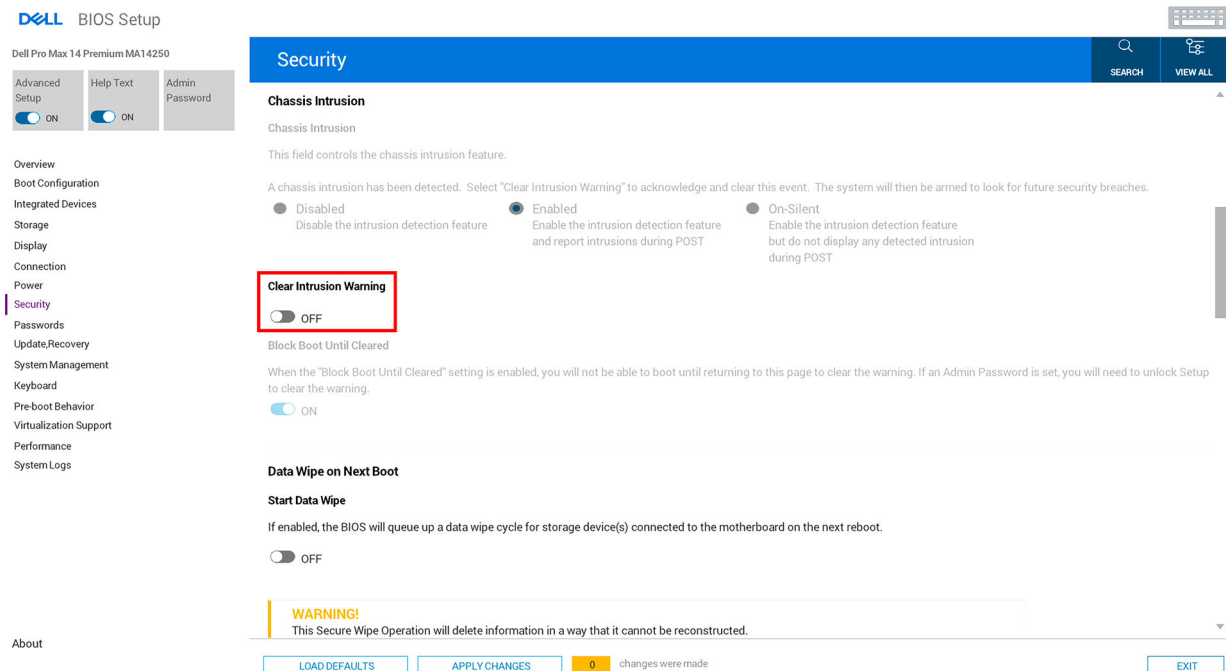 DELL BIOS Setup
Dell Pro Max 14 Premium MA14250
Advanced Setup
ON
Help Text
ON
Admin Password
Overview
Boot Configuration
Integrated Devices
Storage
Display
Connection
Power
Security
Passwords
Update,Recovery
System Management
Keyboard
Pre-boot Behavior
Virtualization Support
Performance
System Logs
About
Security
SEARCH
VIEW ALL
Chassis Intrusion
Chassis Intrusion
This field controls the chassis intrusion feature.
A chassis intrusion has been detected. Select "Clear Intrusion Warning" to acknowledge and clear this event. The system will then be armed to look for future security breaches.
Disabled
Disable the intrusion detection feature
Enabled
Enable the intrusion detection feature
and report intrusions during POST
On-Silent
Enable the intrusion detection feature
but do not display any detected intrusion
during POST
Clear Intrusion Warning
OFF
Block Boot Until Cleared
When the "Block Boot Until Cleared" setting is enabled, you will not be able to boot until returning to this page to clear the warning. If an Admin Password is set, you will need to unlock Setup
to clear the warning.
ON
Data Wipe on Next Boot
Start Data Wipe
If enabled, the BIOS will queue up a data wipe cycle for storage device(s) connected to the motherboard on the next reboot.
OFF
WARNING!
This Secure Wipe Operation will delete information in a way that it cannot be reconstructed.
LOAD DEFAULTS
APPLY CHANGES
0 changes were made
EXIT